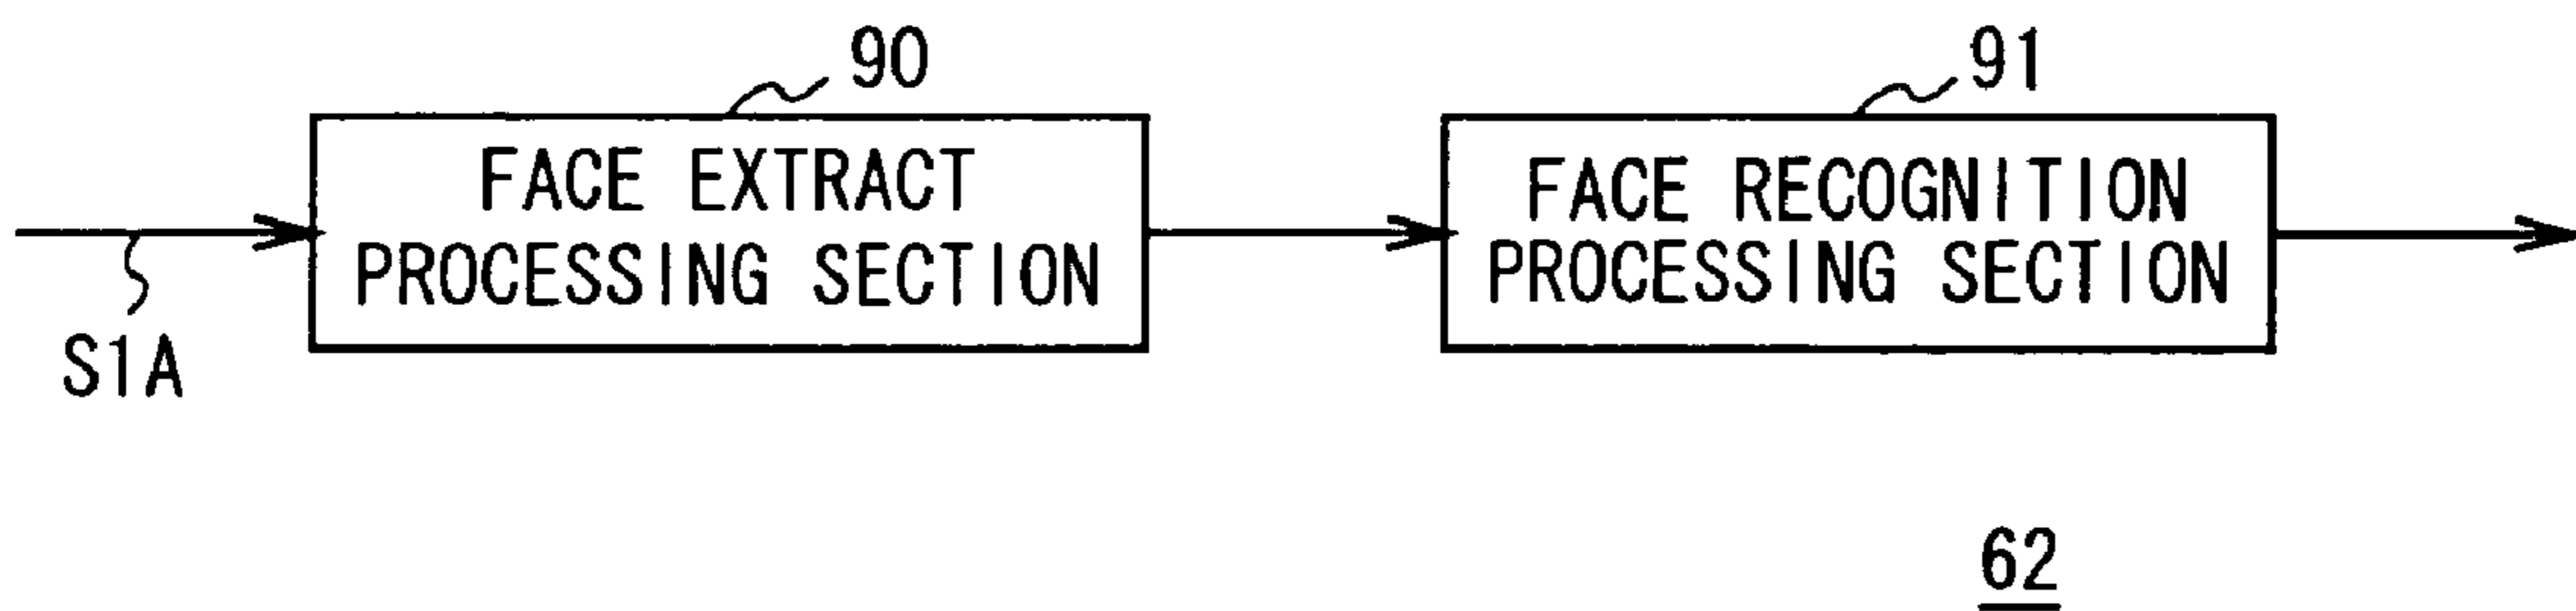 90
91
FACE EXTRACT
PROCESSING SECTION
FACE RECOGNITION
PROCESSING SECTION
S1A
62